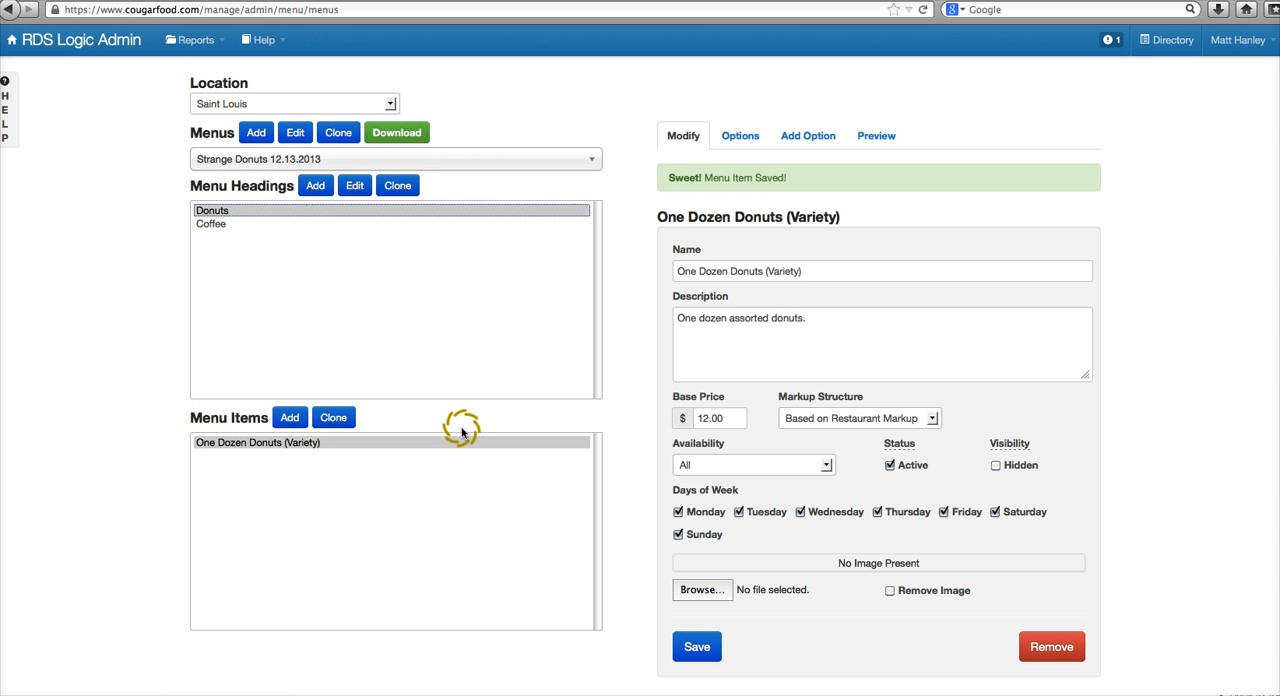 https://www.cougarfood.com/manage/admin/menu/menus
Google
RDS Logic Admin Reports Help 1 Directory Matt Hanley
HELP
Location
Saint Louis
Menus Add Edit Clone Download
Strange Donuts 12.13.2013
Menu Headings Add Edit Clone
Donuts
Coffee
Menu Items Add Clone
One Dozen Donuts (Variety)
Modify Options Add Option Preview
Sweet! Menu Item Saved!
One Dozen Donuts (Variety)
Name
One Dozen Donuts (Variety)
Description
One dozen assorted donuts.
Base Price Markup Structure
$ 12.00 Based on Restaurant Markup
Availability Status Visibility
All Active Hidden
Days of Week
Monday Tuesday Wednesday Thursday Friday Saturday
Sunday
No Image Present
Browse... No file selected. Remove Image
Save Remove